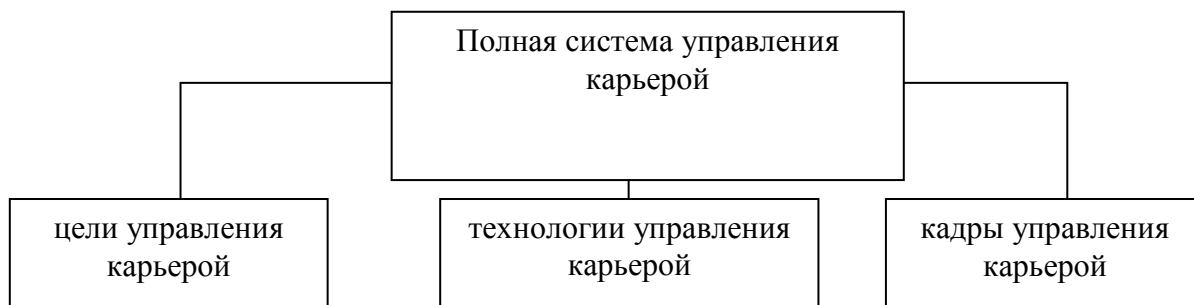 Полная система управления
карьерой
цели управления
карьерой
технологии управления
карьерой
кадры управления
карьерой